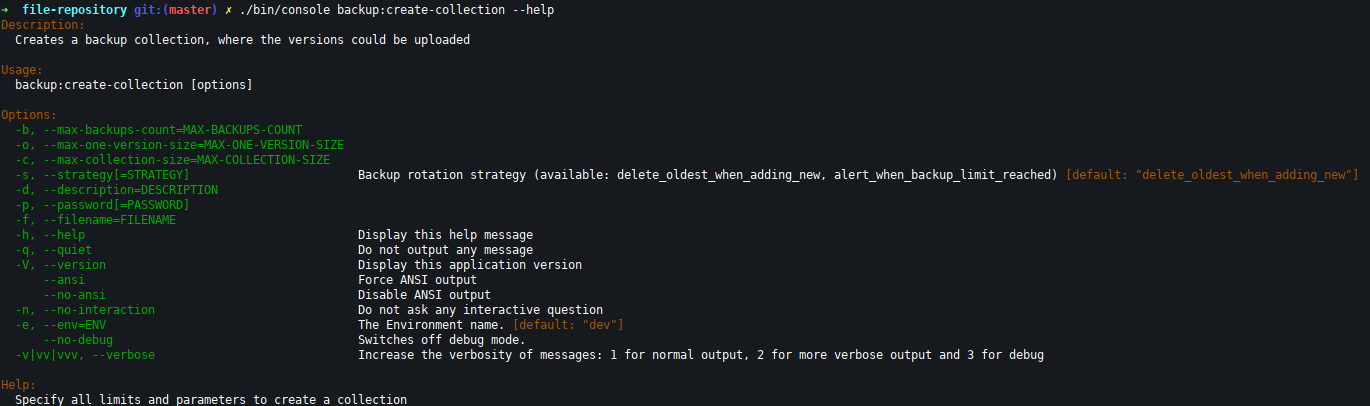 ➜  file-repository git:(master) ✗ ./bin/console backup:create-collection --help
Description:
  Creates a backup collection, where the versions could be uploaded

Usage:
  backup:create-collection [options]

Options:
  -b, --max-backups-count=MAX-BACKUPS-COUNT
  -o, --max-one-version-size=MAX-ONE-VERSION-SIZE
  -c, --max-collection-size=MAX-COLLECTION-SIZE
  -s, --strategy[=STRATEGY]                        Backup rotation strategy (available: delete_oldest_when_adding_new, alert_when_backup_limit_reached) [default: "delete_oldest_when_adding_new"]
  -d, --description=DESCRIPTION
  -p, --password[=PASSWORD]
  -f, --filename=FILENAME
  -h, --help                                       Display this help message
  -q, --quiet                                      Do not output any message
  -V, --version                                    Display this application version
      --ansi                                       Force ANSI output
      --no-ansi                                    Disable ANSI output
  -n, --no-interaction                             Do not ask any interactive question
  -e, --env=ENV                                    The Environment name. [default: "dev"]
      --no-debug                                   Switches off debug mode.
  -v|vv|vvv, --verbose                             Increase the verbosity of messages: 1 for normal output, 2 for more verbose output and 3 for debug

Help:
  Specify all limits and parameters to create a collection